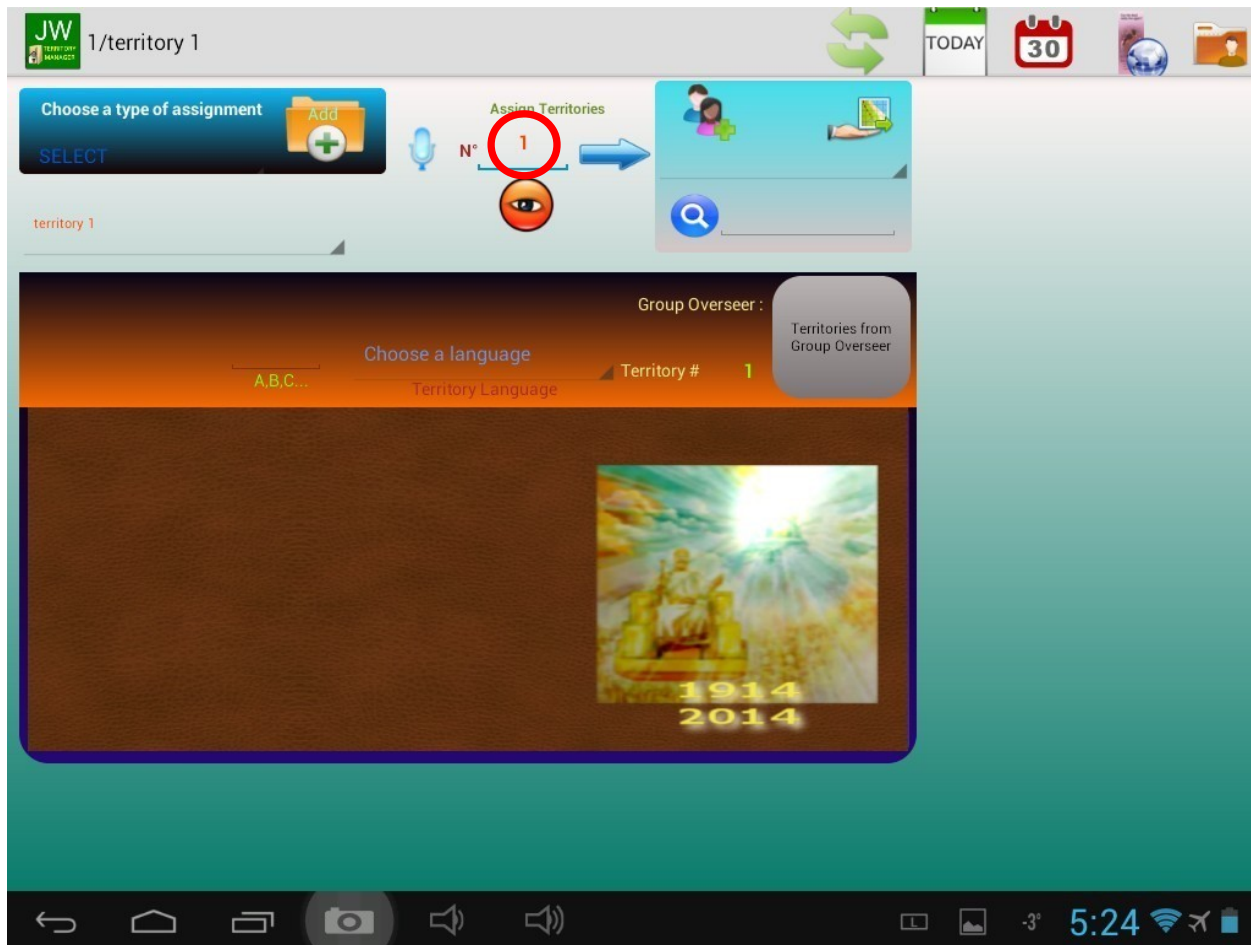 JW
TERRITORY
MANAGER
1/territory 1
TODAY
30
Choose a type of assignment
Add
SELECT
Assign Territories
N° 1
territory 1
Group Overseer :
Territories from
Group Overseer
Choose a language
Territory # 1
A,B,C...
Territory Language
1914
2014
L
-3°
5:24